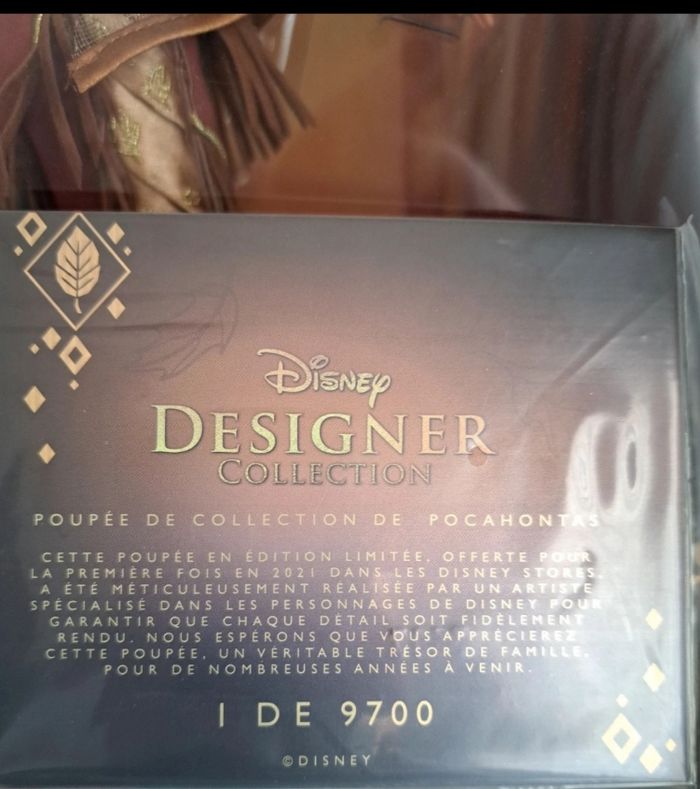 DISNEY
DESIGNER
COLLECTION
POUPÉE DE COLLECTION DE POCAHONTAS
CETTE POUPÉE EN ÉDITION LIMITÉE, OFFERTE POUR
LA PREMIÈRE FOIS EN 2021 DANS LES DISNEY STORES,
A ÉTÉ MÉTICULEUSEMENT RÉALISÉE PAR UN ARTISTE
SPÉCIALISÉ DANS LES PERSONNAGES DE DISNEY POUR
GARANTIR QUE CHAQUE DÉTAIL SOIT FIDÈLEMENT
RENDU. NOUS ESPÉRONS QUE VOUS APPRÉCIEREZ
CETTE POUPÉE, UN VÉRITABLE TRÉSOR DE FAMILLE,
POUR DE NOMBREUSES ANNÉES À VENIR.
1 DE 9700
©DISNEY